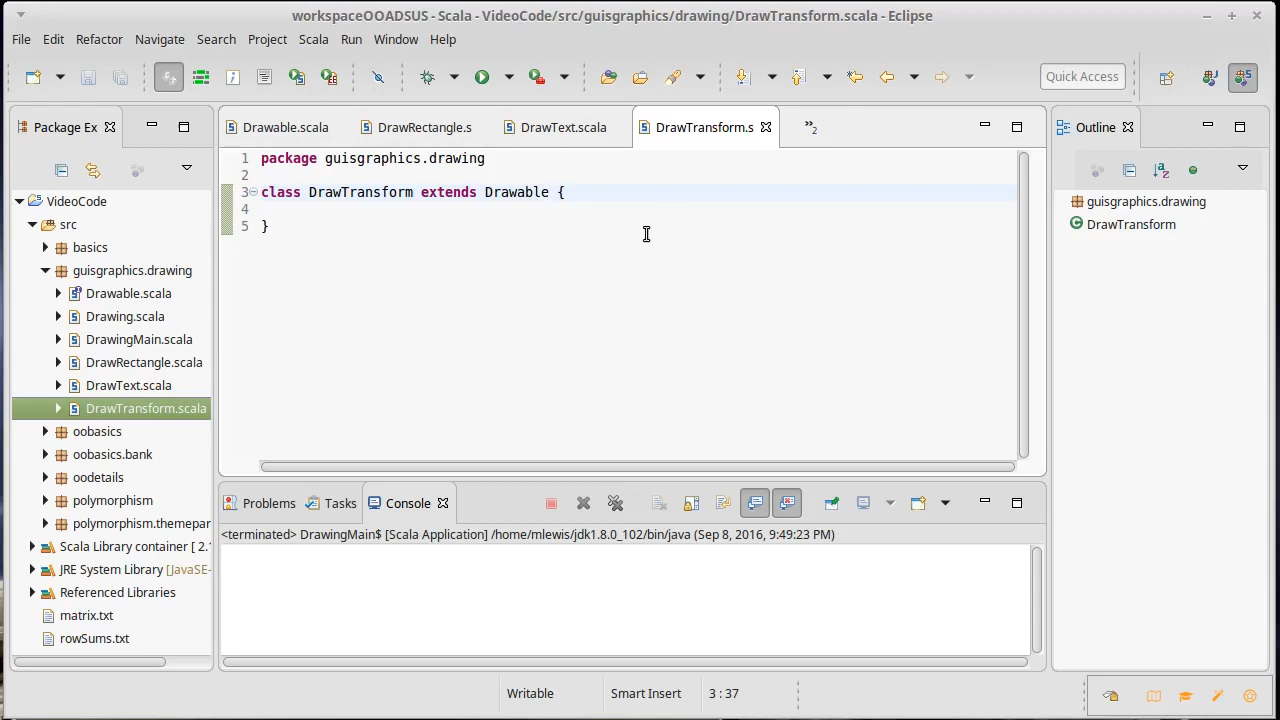 workspaceOOADSUS - Scala - VideoCode/src/guisgraphics/drawing/DrawTransform.scala - Eclipse
File Edit Refactor Navigate Search Project Scala Run Window Help
Quick Access
Package Ex
VideoCode
src
basics
guisgraphics.drawing
Drawable.scala
Drawing.scala
DrawingMain.scala
DrawRectangle.scala
DrawText.scala
DrawTransform.scala
oobasics
oobasics.bank
oodetails
polymorphism
polymorphism.themepar
Scala Library container [ 2.
JRE System Library [JavaSE-
Referenced Libraries
matrix.txt
rowSums.txt
Drawable.scala DrawRectangle.s DrawText.scala DrawTransform.s »2
1 package guisgraphics.drawing
2
3 class DrawTransform extends Drawable {
4
5 }
Outline
guisgraphics.drawing
DrawTransform
Problems Tasks Console
<terminated> DrawingMain$ [Scala Application] /home/mlewis/jdk1.8.0_102/bin/java (Sep 8, 2016, 9:49:23 PM)
Writable Smart Insert 3 : 37